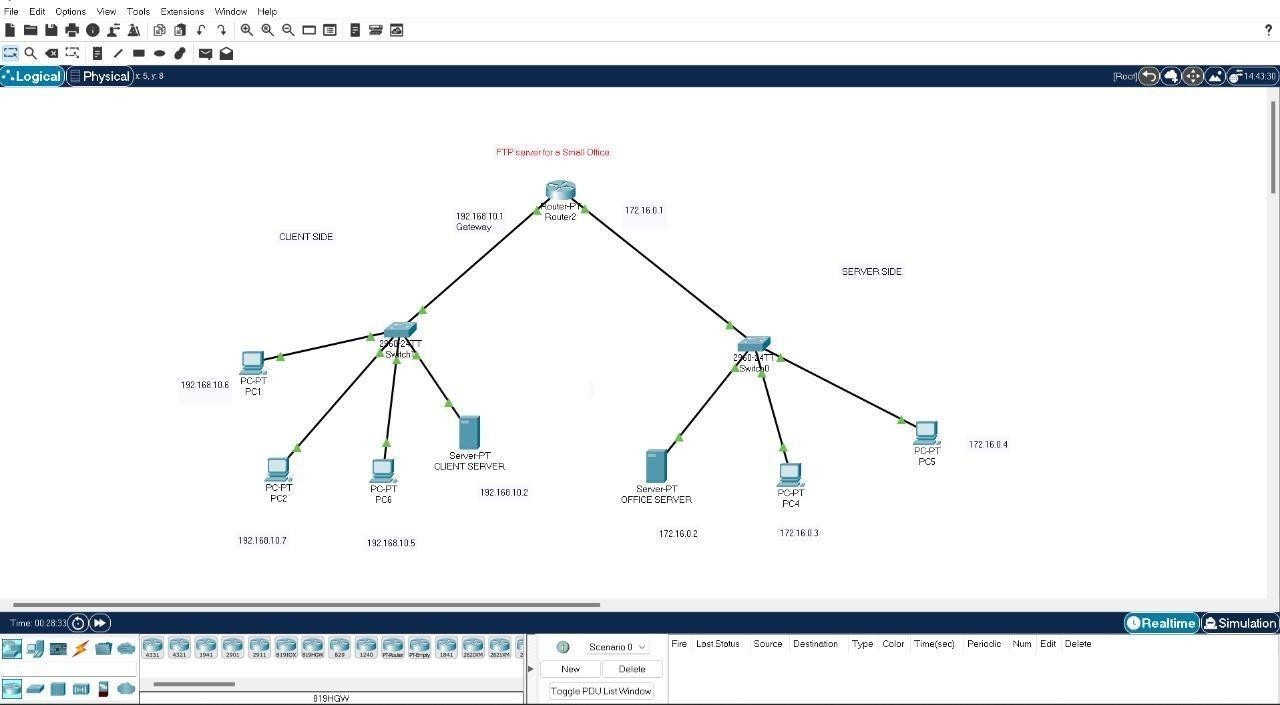 File Edit Options View Tools Extensions Window Help
?
Logical Physical x: 5, y: 8
[Root] 14:43:30
FTP server for a Small Office
Router-PT
Router2
192.168.10.1
Gateway
172.16.0.1
CLIENT SIDE
SERVER SIDE
2960-24TT
Switch
2960-24TT
Switch0
PC-PT
PC1
192.168.10.6
PC-PT
PC2
192.168.10.7
PC-PT
PC6
192.168.10.5
Server-PT
CLIENT SERVER
192.168.10.2
Server-PT
OFFICE SERVER
172.16.0.2
PC-PT
PC4
172.16.0.3
PC-PT
PC5
172.16.0.4
Time: 00:28:33
Realtime Simulation
4331 4321 1941 2901 2911 819IOX 819HGW 829 1240 PT-Router PT-Empty 1841 2620XM 2621XM 2
819HGW
Scenario 0
New Delete
Toggle PDU List Window
Fire Last Status Source Destination Type Color Time(sec) Periodic Num Edit Delete